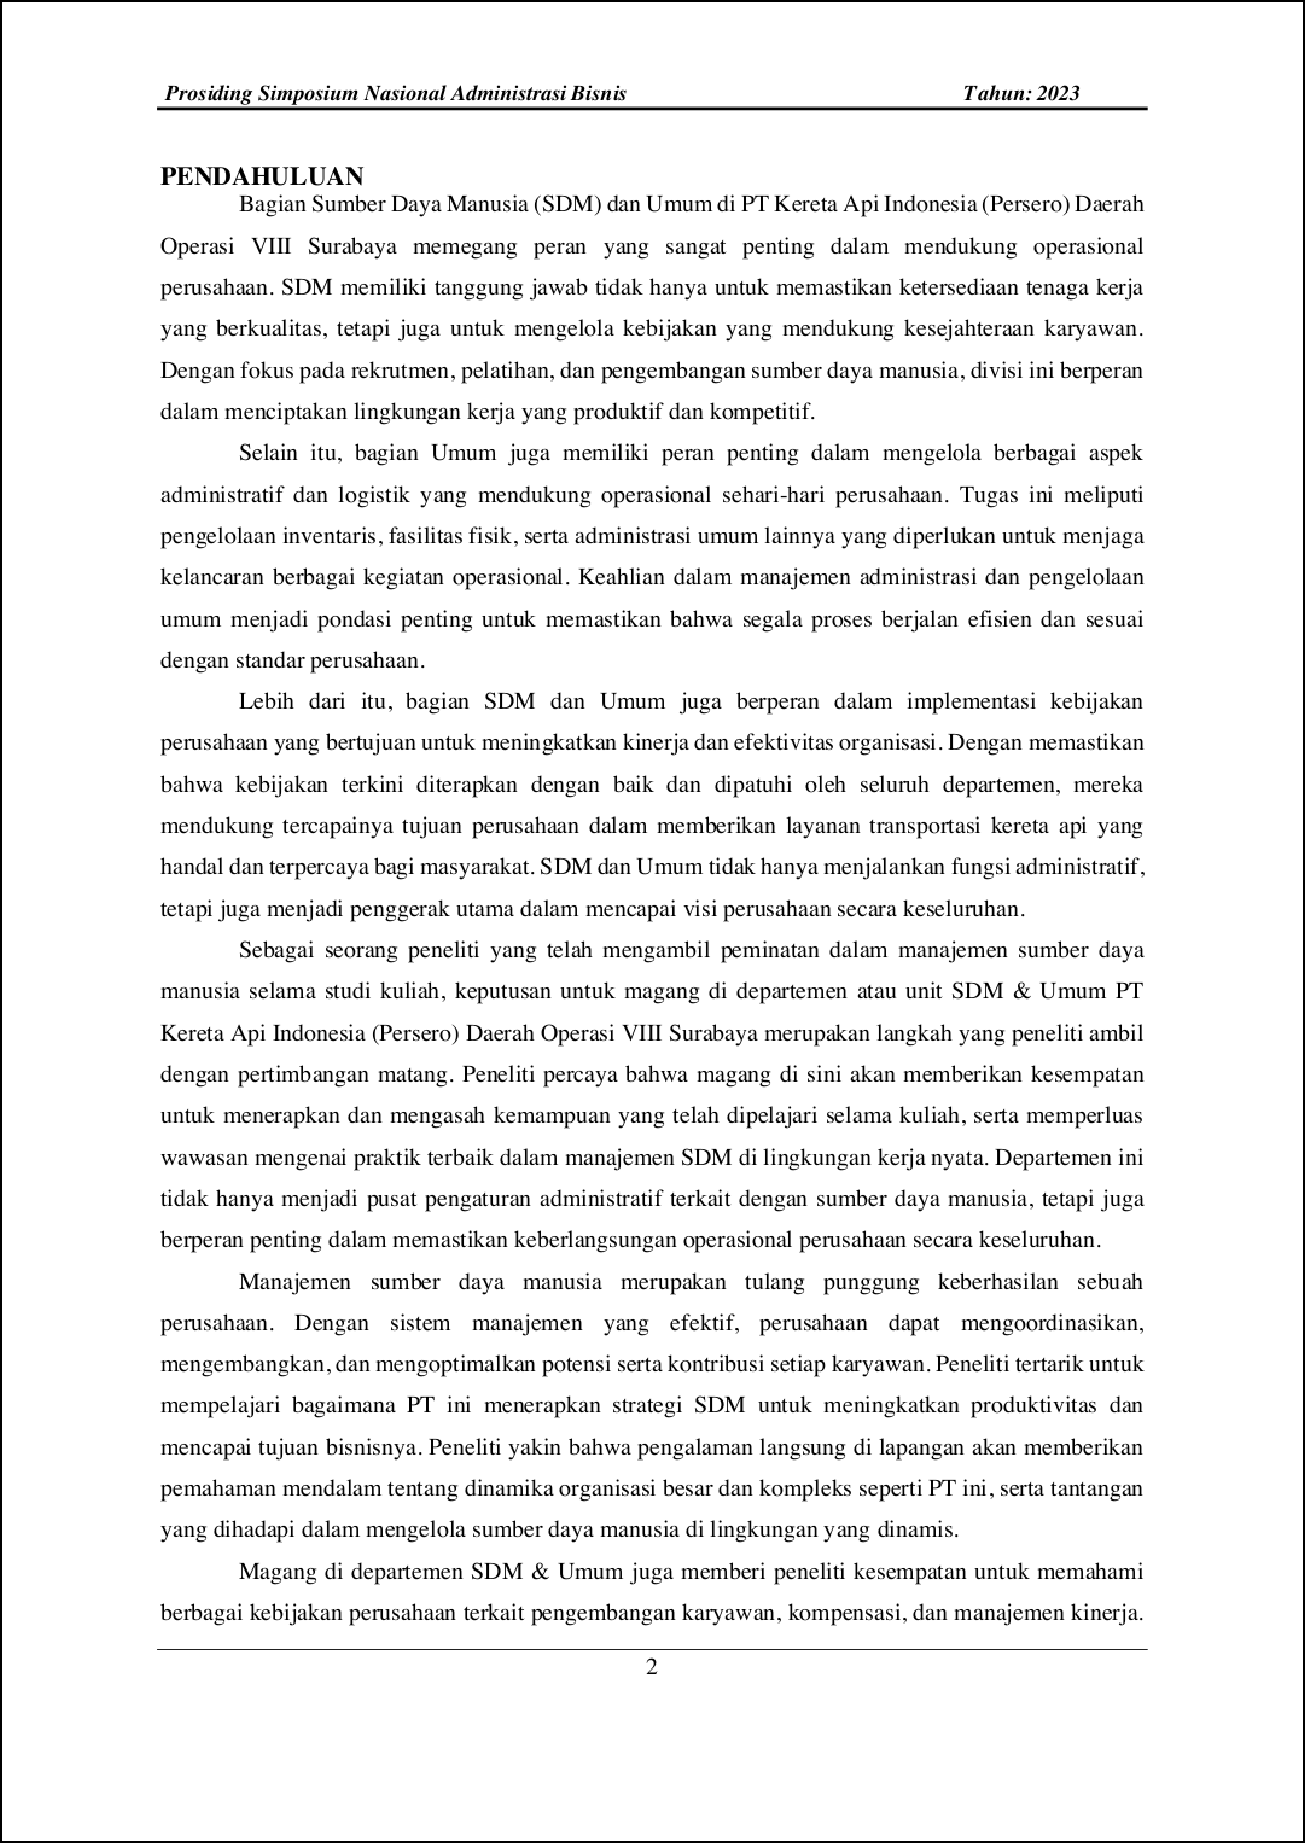 Prosiding Simposium Nasional Administrasi Bisnis Tahun: 2023
PENDAHULUAN
Bagian Sumber Daya Manusia (SDM) dan Umum di PT Kereta Api Indonesia (Persero) Daerah
Operasi VIII Surabaya memegang peran yang sangat penting dalam mendukung operasional
perusahaan. SDM memiliki tanggung jawab tidak hanya untuk memastikan ketersediaan tenaga kerja
yang berkualitas, tetapi juga untuk mengelola kebijakan yang mendukung kesejahteraan karyawan.
Dengan fokus pada rekrutmen, pelatihan, dan pengembangan sumber daya manusia, divisi ini berperan
dalam menciptakan lingkungan kerja yang produktif dan kompetitif.
Selain itu, bagian Umum juga memiliki peran penting dalam mengelola berbagai aspek
administratif dan logistik yang mendukung operasional sehari-hari perusahaan. Tugas ini meliputi
pengelolaan inventaris, fasilitas fisik, serta administrasi umum lainnya yang diperlukan untuk menjaga
kelancaran berbagai kegiatan operasional. Keahlian dalam manajemen administrasi dan pengelolaan
umum menjadi pondasi penting untuk memastikan bahwa segala proses berjalan efisien dan sesuai
dengan standar perusahaan.
Lebih dari itu, bagian SDM dan Umum juga berperan dalam implementasi kebijakan
perusahaan yang bertujuan untuk meningkatkan kinerja dan efektivitas organisasi. Dengan memastikan
bahwa kebijakan terkini diterapkan dengan baik dan dipatuhi oleh seluruh departemen, mereka
mendukung tercapainya tujuan perusahaan dalam memberikan layanan transportasi kereta api yang
handal dan terpercaya bagi masyarakat. SDM dan Umum tidak hanya menjalankan fungsi administratif,
tetapi juga menjadi penggerak utama dalam mencapai visi perusahaan secara keseluruhan.
Sebagai seorang peneliti yang telah mengambil peminatan dalam manajemen sumber daya
manusia selama studi kuliah, keputusan untuk magang di departemen atau unit SDM & Umum PT
Kereta Api Indonesia (Persero) Daerah Operasi VIII Surabaya merupakan langkah yang peneliti ambil
dengan pertimbangan matang. Peneliti percaya bahwa magang di sini akan memberikan kesempatan
untuk menerapkan dan mengasah kemampuan yang telah dipelajari selama kuliah, serta memperluas
wawasan mengenai praktik terbaik dalam manajemen SDM di lingkungan kerja nyata. Departemen ini
tidak hanya menjadi pusat pengaturan administratif terkait dengan sumber daya manusia, tetapi juga
berperan penting dalam memastikan keberlangsungan operasional perusahaan secara keseluruhan.
Manajemen sumber daya manusia merupakan tulang punggung keberhasilan sebuah
perusahaan. Dengan sistem manajemen yang efektif, perusahaan dapat mengoordinasikan,
mengembangkan, dan mengoptimalkan potensi serta kontribusi setiap karyawan. Peneliti tertarik untuk
mempelajari bagaimana PT ini menerapkan strategi SDM untuk meningkatkan produktivitas dan
mencapai tujuan bisnisnya. Peneliti yakin bahwa pengalaman langsung di lapangan akan memberikan
pemahaman mendalam tentang dinamika organisasi besar dan kompleks seperti PT ini, serta tantangan
yang dihadapi dalam mengelola sumber daya manusia di lingkungan yang dinamis.
Magang di departemen SDM & Umum juga memberi peneliti kesempatan untuk memahami
berbagai kebijakan perusahaan terkait pengembangan karyawan, kompensasi, dan manajemen kinerja.
2